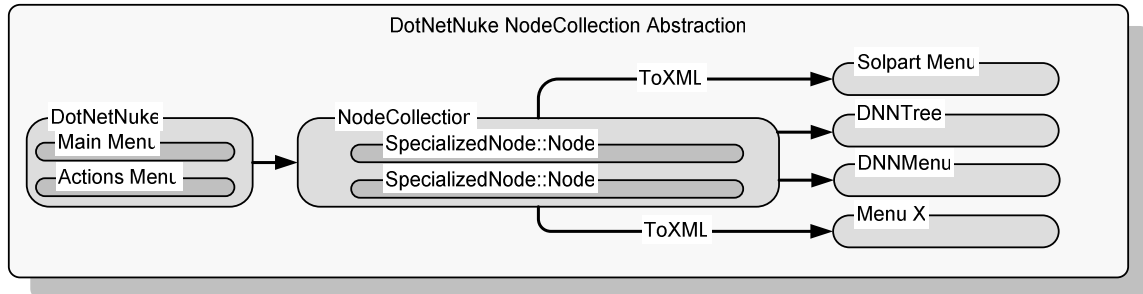 DotNetNuke NodeCollection Abstraction
ToXML
Solpart Menu
DotNetNuke
Main Menu
Actions Menu
NodeCollection
SpecializedNode::Node
SpecializedNode::Node
DNNTree
DNNMenu
ToXML
Menu X